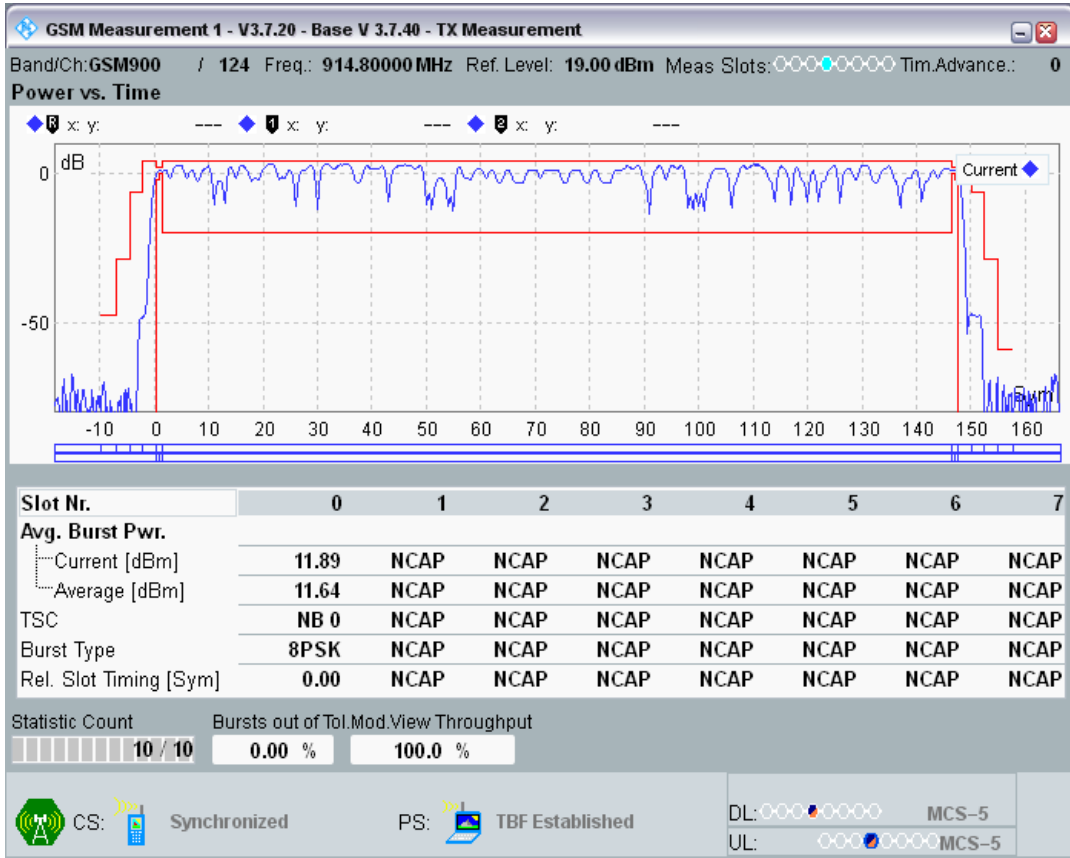 GSM Measurement 1 - V3.7.20 - Base V 3.7.40 - TX Measurement
Band/Ch:GSM900 / 124 Freq.: 914.80000 MHz Ref. Level: 19.00 dBm Meas Slots: Tim.Advance.: 0
Power vs. Time
R x: y: --- 1 x: y: --- 2 x: y: ---
dB
Current
0
-50
Sym
-10 0 10 20 30 40 50 60 70 80 90 100 110 120 130 140 150 160
Slot Nr. 0 1 2 3 4 5 6 7
Avg. Burst Pwr.
Current [dBm] 11.89 NCAP NCAP NCAP NCAP NCAP NCAP NCAP
Average [dBm] 11.64 NCAP NCAP NCAP NCAP NCAP NCAP NCAP
TSC NB 0 NCAP NCAP NCAP NCAP NCAP NCAP NCAP
Burst Type 8PSK NCAP NCAP NCAP NCAP NCAP NCAP NCAP
Rel. Slot Timing [Sym] 0.00 NCAP NCAP NCAP NCAP NCAP NCAP NCAP
Statistic Count Bursts out of Tol.Mod.View Throughput
10 / 10 0.00 % 100.0 %
CS: Synchronized PS: TBF Established
DL: MCS-5
UL: MCS-5